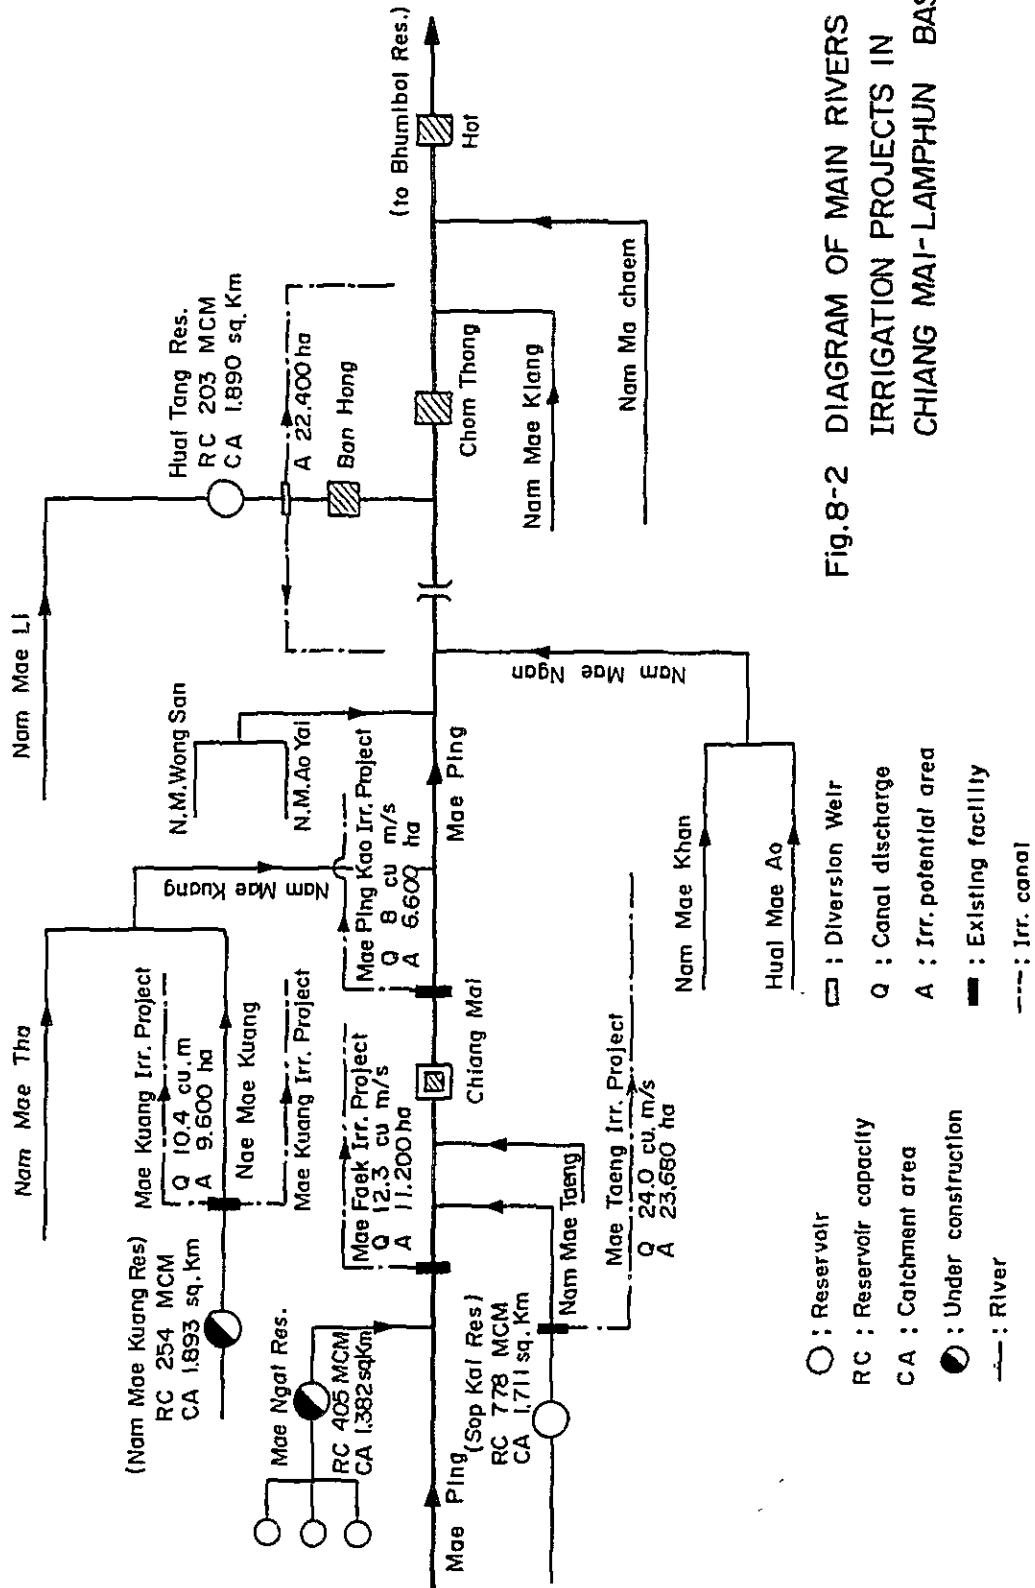 Nam Mae Tha
Nam Mae Li
(Nam Mae Kuang Res)
RC 254 MCM
CA 1.893 sq.Km
Mae Kuang Irr. Project
Q 10.4 cu.m
A 9.600 ha
Nae Mae Kuang
Mae Kuang Irr. Project
N.M.Wong San
N.M.Ao Yai
Nam Mae Kuang
Huai Tang Res.
RC 203 MCM
CA 1.890 sq.Km
A 22.400 ha
Ban Hong
Mae Ngat Res.
RC 405 MCM
CA 1.382 sqKm
Mae Faek Irr. Project
Q 12.3 cu m/s
A 11.200 ha
Mae Ping Kao Irr. Project
Q 8 cu m/s
A 6.600 ha
(to Bhumibol Res.)
Mae Ping
Mae Ping
Chiang Mai
Chom Thong
Hot
(Sop Kai Res)
RC 778 MCM
CA 1.711 sq.Km
Nam Mae Taeng
Mae Taeng Irr. Project
Q 24.0 cu.m/s
A 23.680 ha
Nam Mae Ngan
Nam Mae Klang
Nam Ma chaem
Nam Mae Khan
Hual Mae Ao
: Reservoir
RC : Reservoir capacity
CA : Catchment area
: Under construction
: River
: Diversion Weir
Q : Canal discharge
A : Irr. potential area
: Existing facility
: Irr. canal
Fig.8-2 DIAGRAM OF MAIN RIVERS
IRRIGATION PROJECTS IN
CHIANG MAI-LAMPHUN BAS